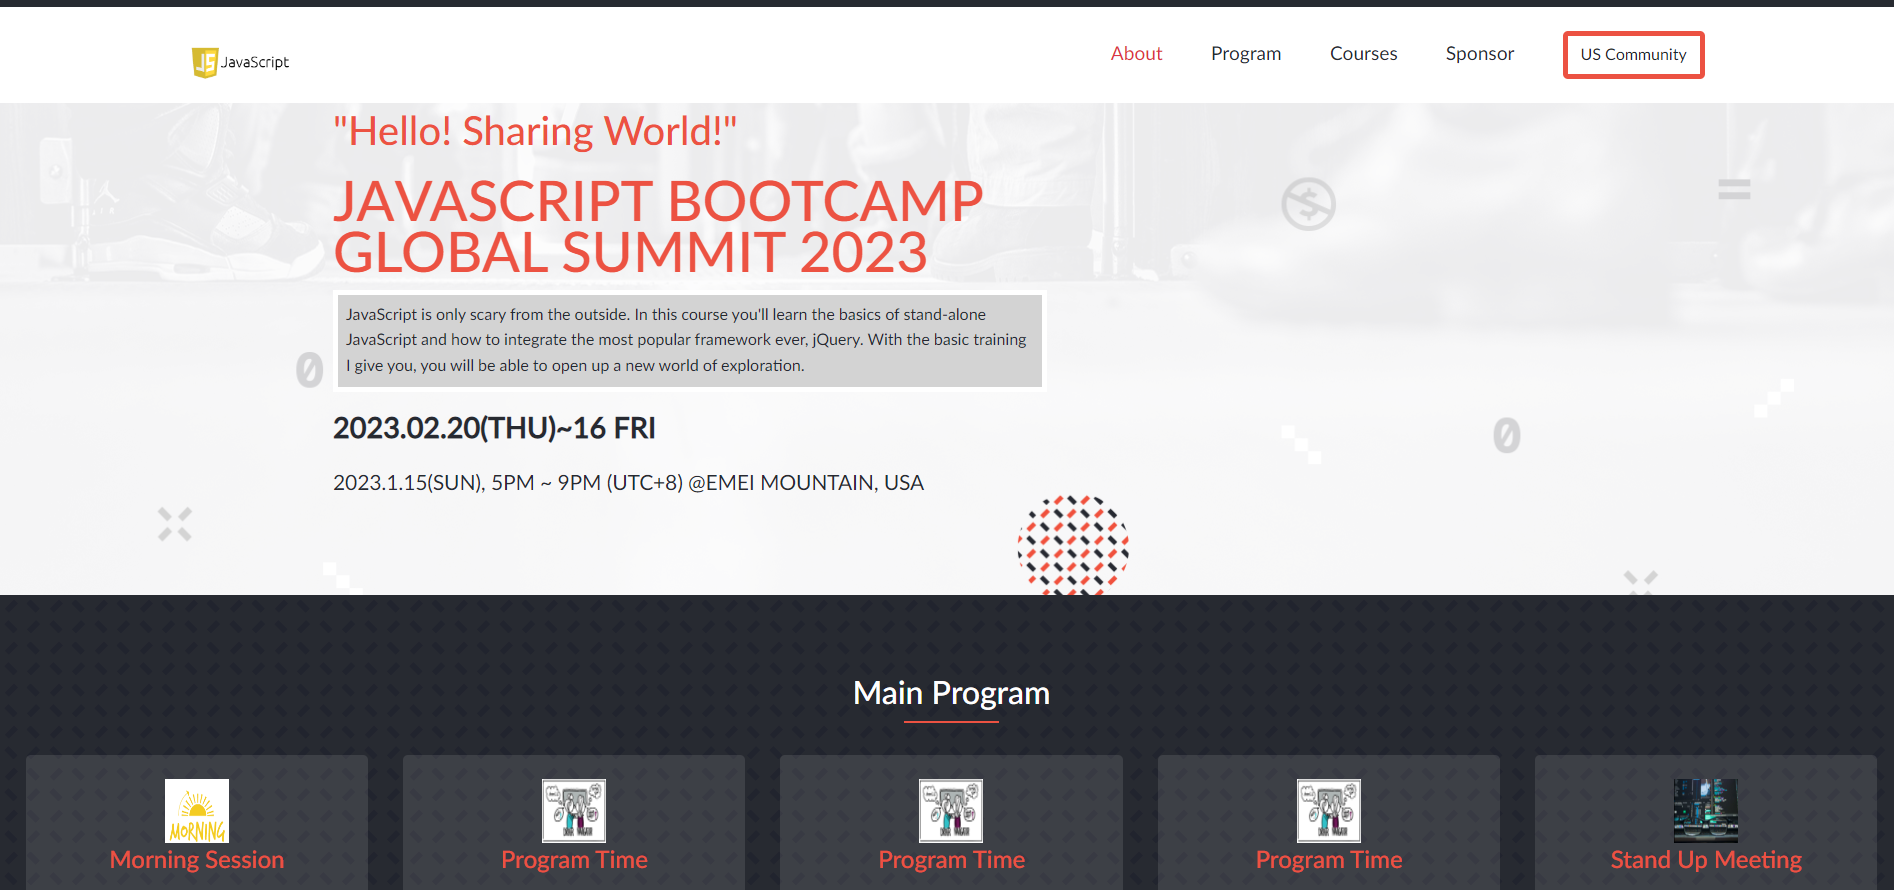 JS JavaScript
About Program Courses Sponsor US Community
"Hello! Sharing World!"
JAVASCRIPT BOOTCAMP
GLOBAL SUMMIT 2023
JavaScript is only scary from the outside. In this course you'll learn the basics of stand-alone
JavaScript and how to integrate the most popular framework ever, jQuery. With the basic training
I give you, you will be able to open up a new world of exploration.
2023.02.20(THU)~16 FRI
2023.1.15(SUN), 5PM ~ 9PM (UTC+8) @EMEI MOUNTAIN, USA
Main Program
MORNING
Morning Session
Program Time
Program Time
Program Time
Stand Up Meeting